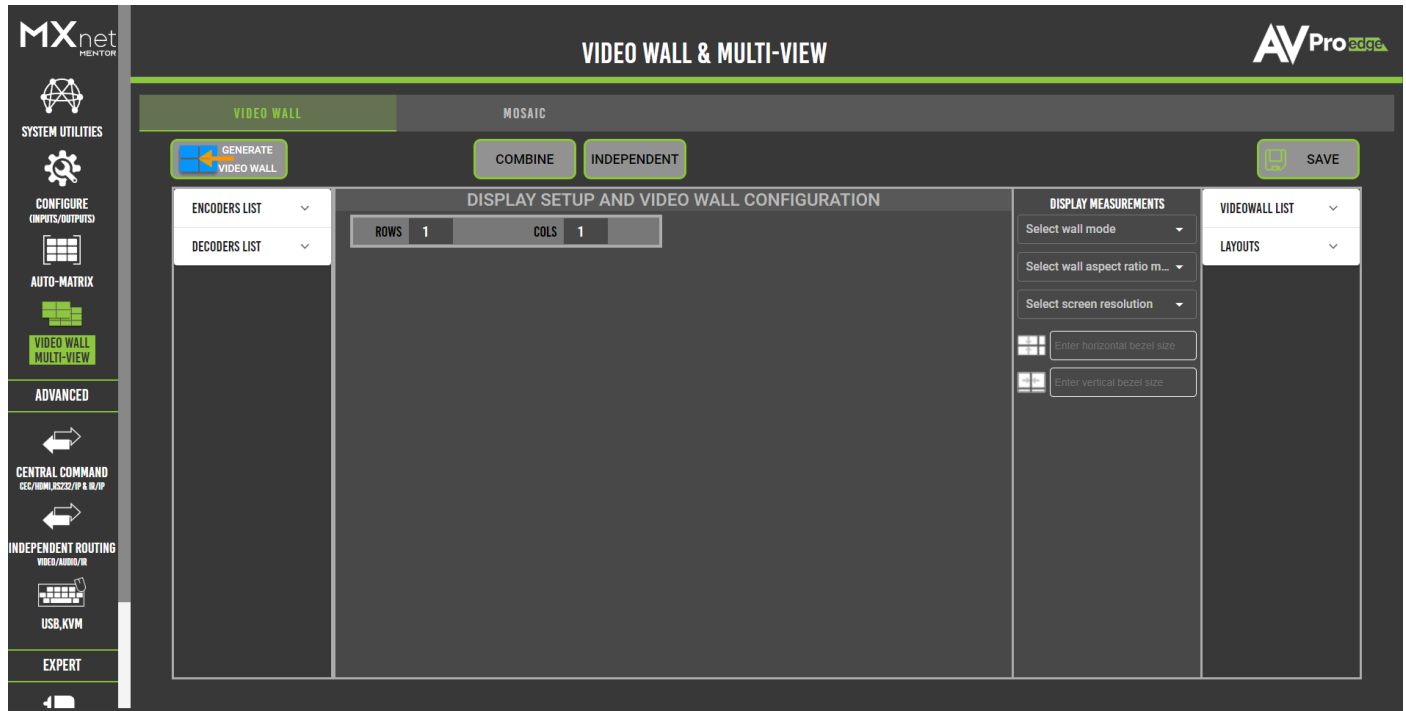 MXnet
MENTOR
VIDEO WALL & MULTI-VIEW
AVPro edge
SYSTEM UTILITIES
CONFIGURE
(INPUTS/OUTPUTS)
AUTO-MATRIX
VIDEO WALL
MULTI-VIEW
ADVANCED
CENTRAL COMMAND
CEC/HDMI,RS232/IP & IR/IP
INDEPENDENT ROUTING
VIDEO/AUDIO/IR
USB,KVM
EXPERT
VIDEO WALL
MOSAIC
GENERATE
VIDEO WALL
COMBINE
INDEPENDENT
SAVE
ENCODERS LIST
DECODERS LIST
DISPLAY SETUP AND VIDEO WALL CONFIGURATION
ROWS 1 COLS 1
DISPLAY MEASUREMENTS
Select wall mode
Select wall aspect ratio m...
Select screen resolution
Enter horizontal bezel size
Enter vertical bezel size
VIDEOWALL LIST
LAYOUTS